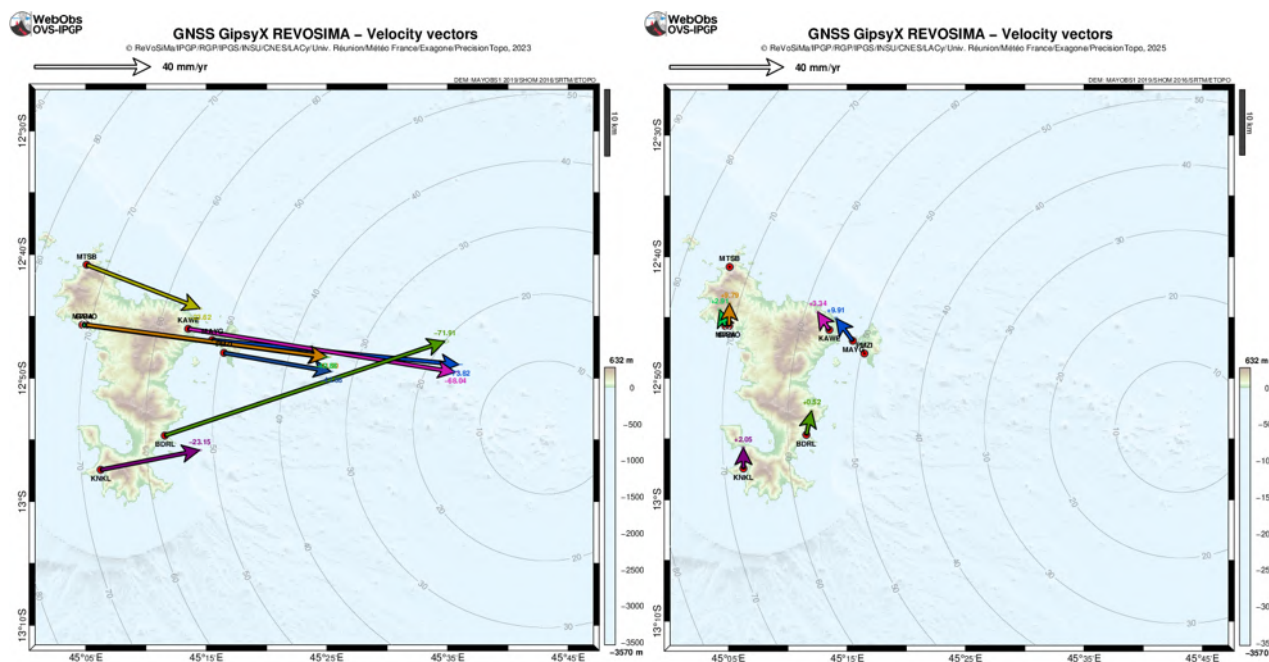 WebObs
OVS-IPGP
GNSS GipsyX REVOSIMA – Velocity vectors
© ReVoSiMa/IPGP/RGP/IPGS/INSU/CNES/LACy/Univ. Réunion/Météo France/Exagone/PrecisionTopo, 2023
40 mm/yr
DEM: MAYOBS1 2019/SHOM 2016/SRTM/ETOPO
10 km
12°30'S
12°40'S
12°50'S
13°S
13°10'S
MTSB
KAWE
BDRL
KNKL
−71.91
−66.04
−23.15
632 m
0
−500
−1000
−1500
−2000
−2500
−3000
−3500
−3570 m
45°05'E
45°15'E
45°25'E
45°35'E
45°45'E
WebObs
OVS-IPGP
GNSS GipsyX REVOSIMA – Velocity vectors
© ReVoSiMa/IPGP/RGP/IPGS/INSU/CNES/LACy/Univ. Réunion/Météo France/Exagone/PrecisionTopo, 2025
40 mm/yr
DEM: MAYOBS1 2019/SHOM 2016/SRTM/ETOPO
10 km
12°30'S
12°40'S
12°50'S
13°S
13°10'S
MTSB
+3.34
+9.91
KAWE
BDRL
+2.05
KNKL
632 m
0
45°05'E
45°15'E
45°25'E
45°35'E
45°45'E